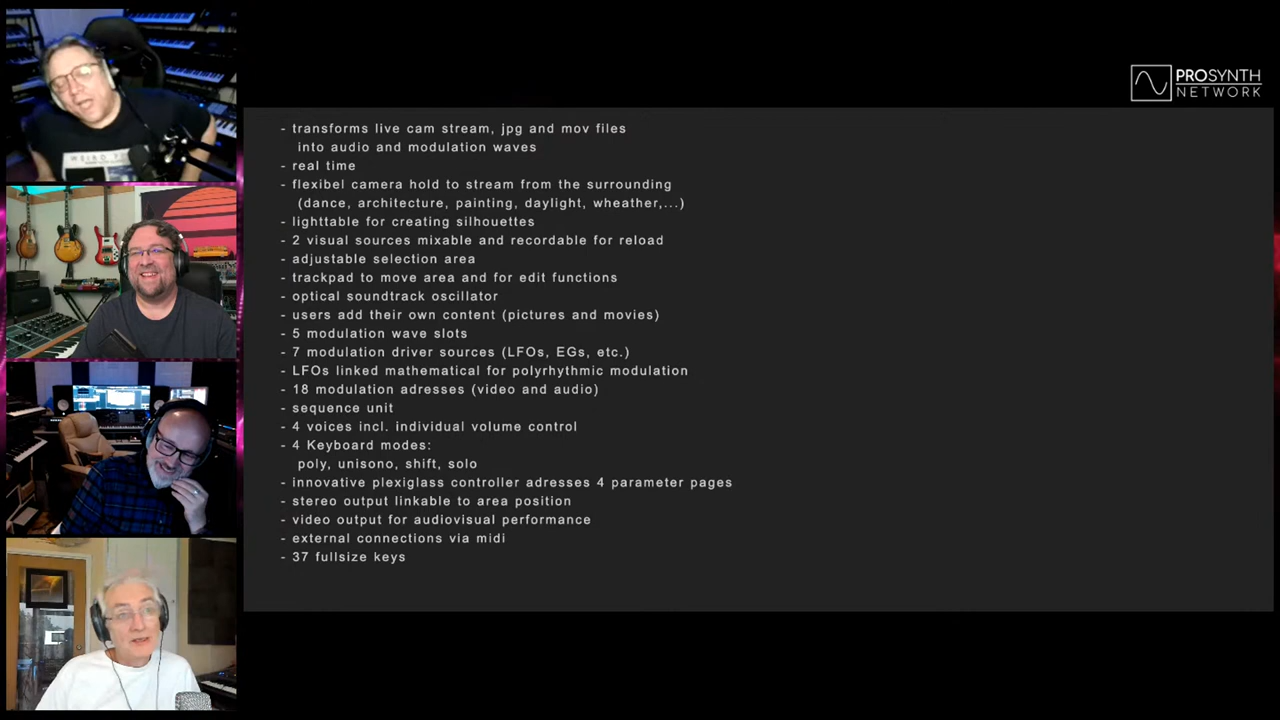 PROSYNTH
NETWORK
- transforms live cam stream, jpg and mov files
into audio and modulation waves
- real time
- flexibel camera hold to stream from the surrounding
(dance, architecture, painting, daylight, wheather,...)
- lighttable for creating silhouettes
- 2 visual sources mixable and recordable for reload
- adjustable selection area
- trackpad to move area and for edit functions
- optical soundtrack oscillator
- users add their own content (pictures and movies)
- 5 modulation wave slots
- 7 modulation driver sources (LFOs, EGs, etc.)
- LFOs linked mathematical for polyrhythmic modulation
- 18 modulation adresses (video and audio)
- sequence unit
- 4 voices incl. individual volume control
- 4 Keyboard modes:
poly, unisono, shift, solo
- innovative plexiglass controller adresses 4 parameter pages
- stereo output linkable to area position
- video output for audiovisual performance
- external connections via midi
- 37 fullsize keys